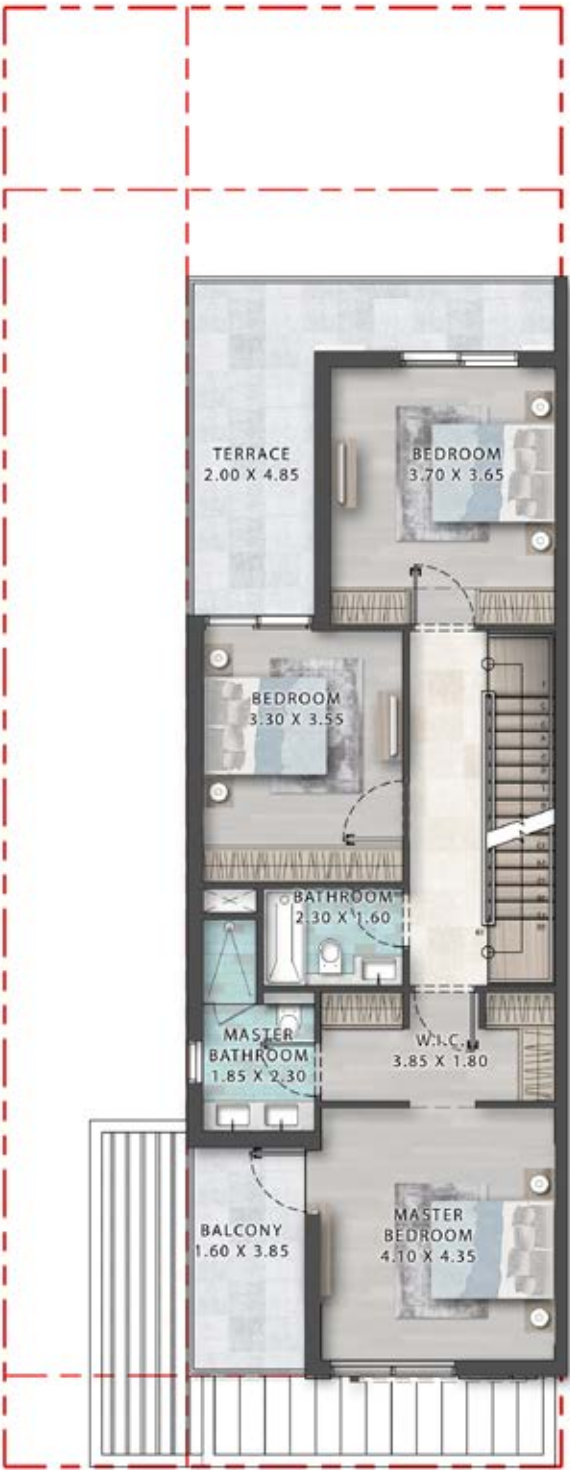 TERRACE
2.00 X 4.85
BEDROOM
3.70 X 3.65
BEDROOM
3.30 X 3.55
BATHROOM
2.30 X 1.60
MASTER
BATHROOM
1.85 X 2.30
W.I.C.
3.85 X 1.80
BALCONY
1.60 X 3.85
MASTER
BEDROOM
4.10 X 4.35